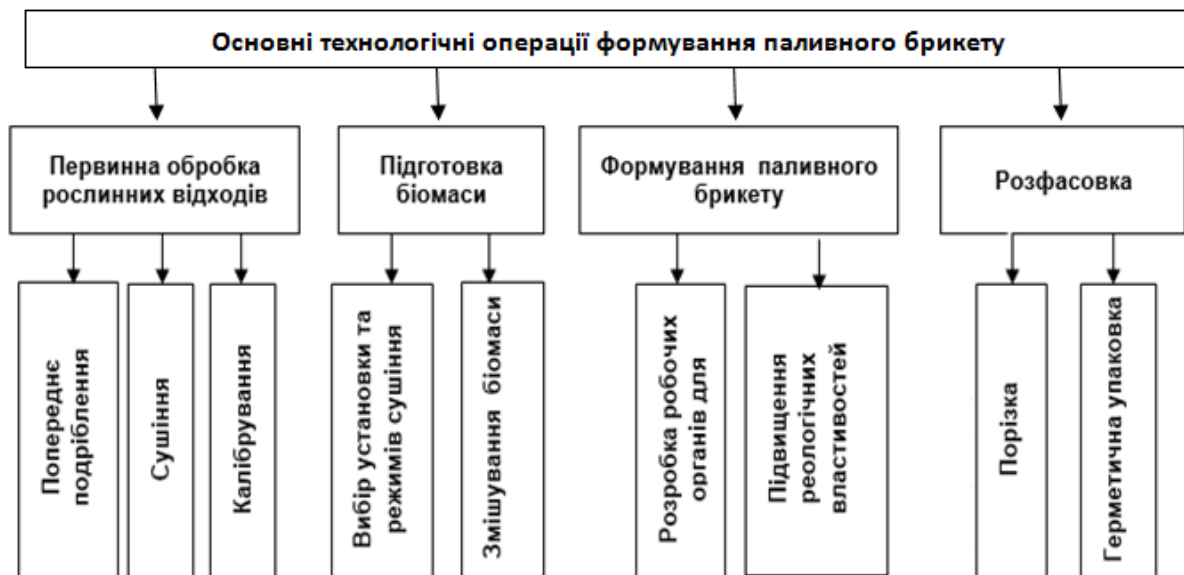 Основні технологічні операції формування паливного брикету
Первинна обробка
рослинних відходів
Підготовка
біомаси
Формування паливного
брикету
Розфасовка
Попереднє
подріблення
Сушіння
Калібрування
Вибір установки та
режимів сушіння
Змішування біомаси
Розробка робочих
органів для
Підвищення
реологічних
властивостей
Порізка
Герметична упаковка